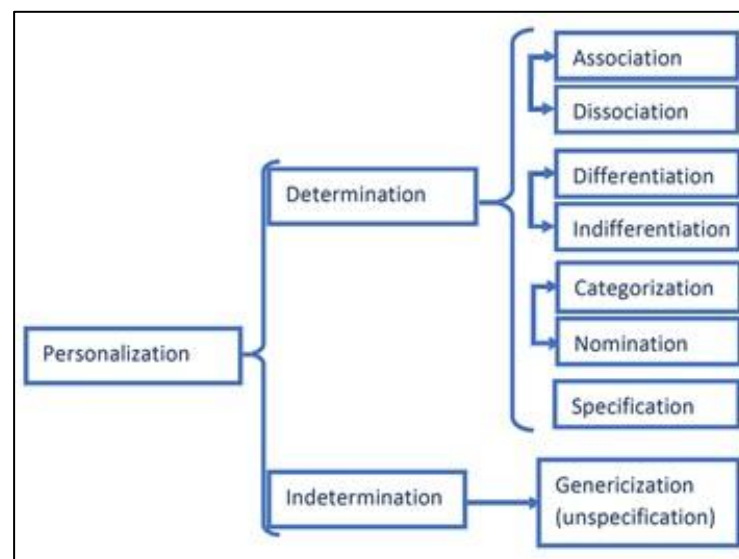 Association
Dissociation
Differentiation
Determination
Indifferentiation
Categorization
Personalization
Nomination
Specification
Indetermination
Genericization
(unspecification)